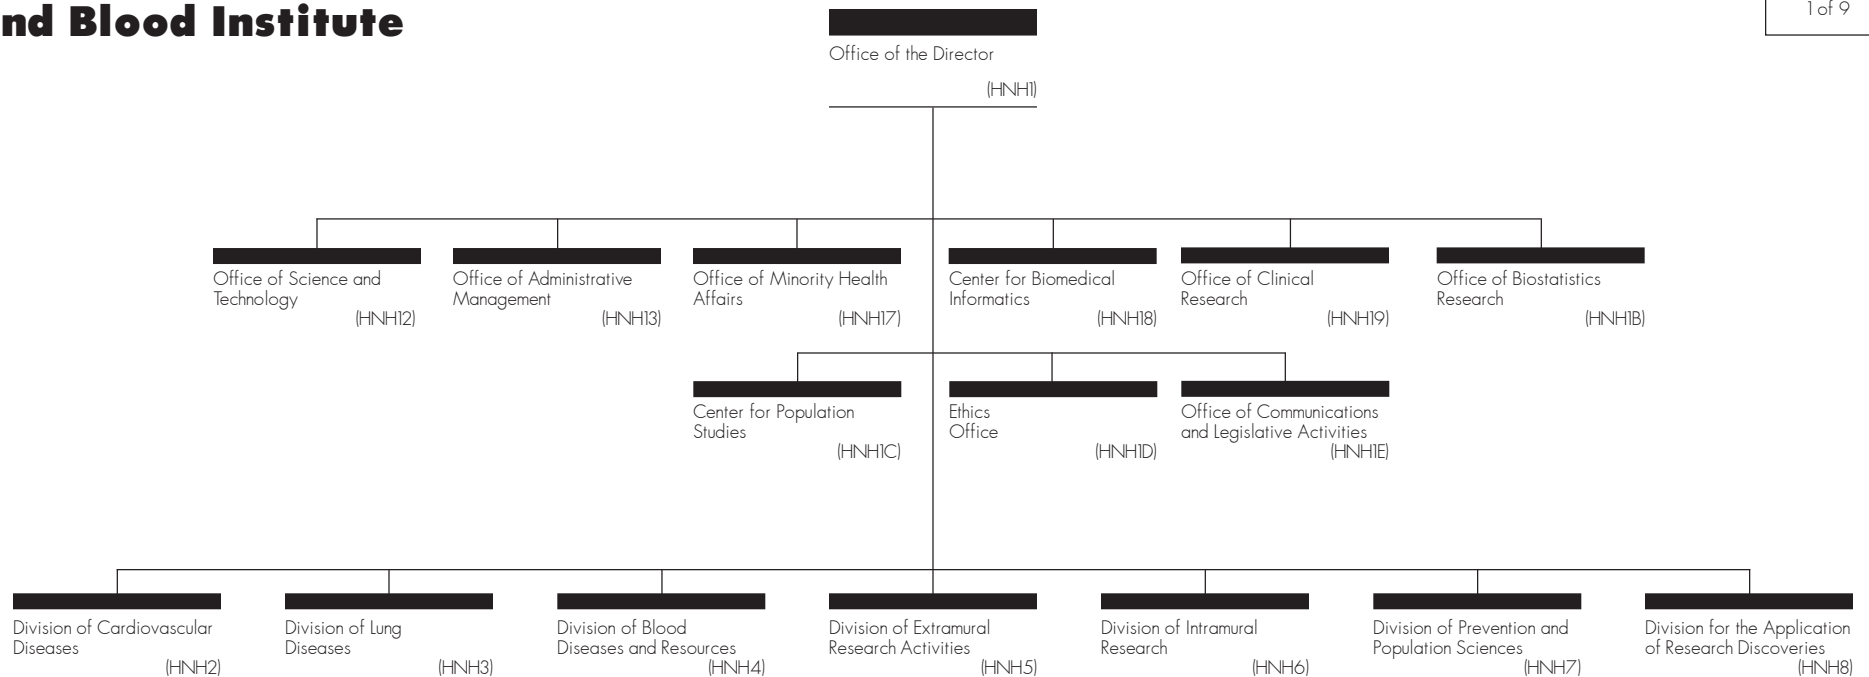 nd Blood Institute
1 of 9
Office of the Director
(HNH1)
Office of Science and
Technology
(HNH12)
Office of Administrative
Management
(HNH13)
Office of Minority Health
Affairs
(HNH17)
Center for Biomedical
Informatics
(HNH18)
Office of Clinical
Research
(HNH19)
Office of Biostatistics
Research
(HNH1B)
Center for Population
Studies
(HNH1C)
Ethics
Office
(HNH1D)
Office of Communications
and Legislative Activities
(HNH1E)
Division of Cardiovascular
Diseases
(HNH2)
Division of Lung
Diseases
(HNH3)
Division of Blood
Diseases and Resources
(HNH4)
Division of Extramural
Research Activities
(HNH5)
Division of Intramural
Research
(HNH6)
Division of Prevention and
Population Sciences
(HNH7)
Division for the Application
of Research Discoveries
(HNH8)